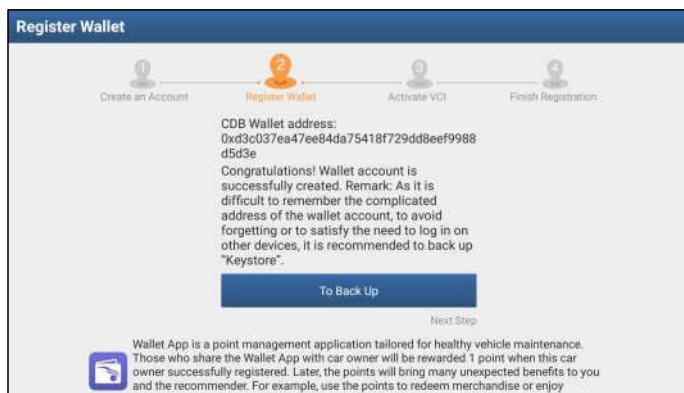 Register Wallet
1
2
3
4
Create an Account
Register Wallet
Activate VCI
Finish Registration
CDB Wallet address:
0xd3c037ea47ee84da75418f729dd8eef9988
d5d3e
Congratulations! Wallet account is
successfully created. Remark: As it is
difficult to remember the complicated
address of the wallet account, to avoid
forgetting or to satisfy the need to log in on
other devices, it is recommended to back up
"Keystore".
To Back Up
Next Step
Wallet App is a point management application tailored for healthy vehicle maintenance.
Those who share the Wallet App with car owner will be rewarded 1 point when this car
owner successfully registered. Later, the points will bring many unexpected benefits to you
and the recommender. For example, use the points to redeem merchandise or enjoy